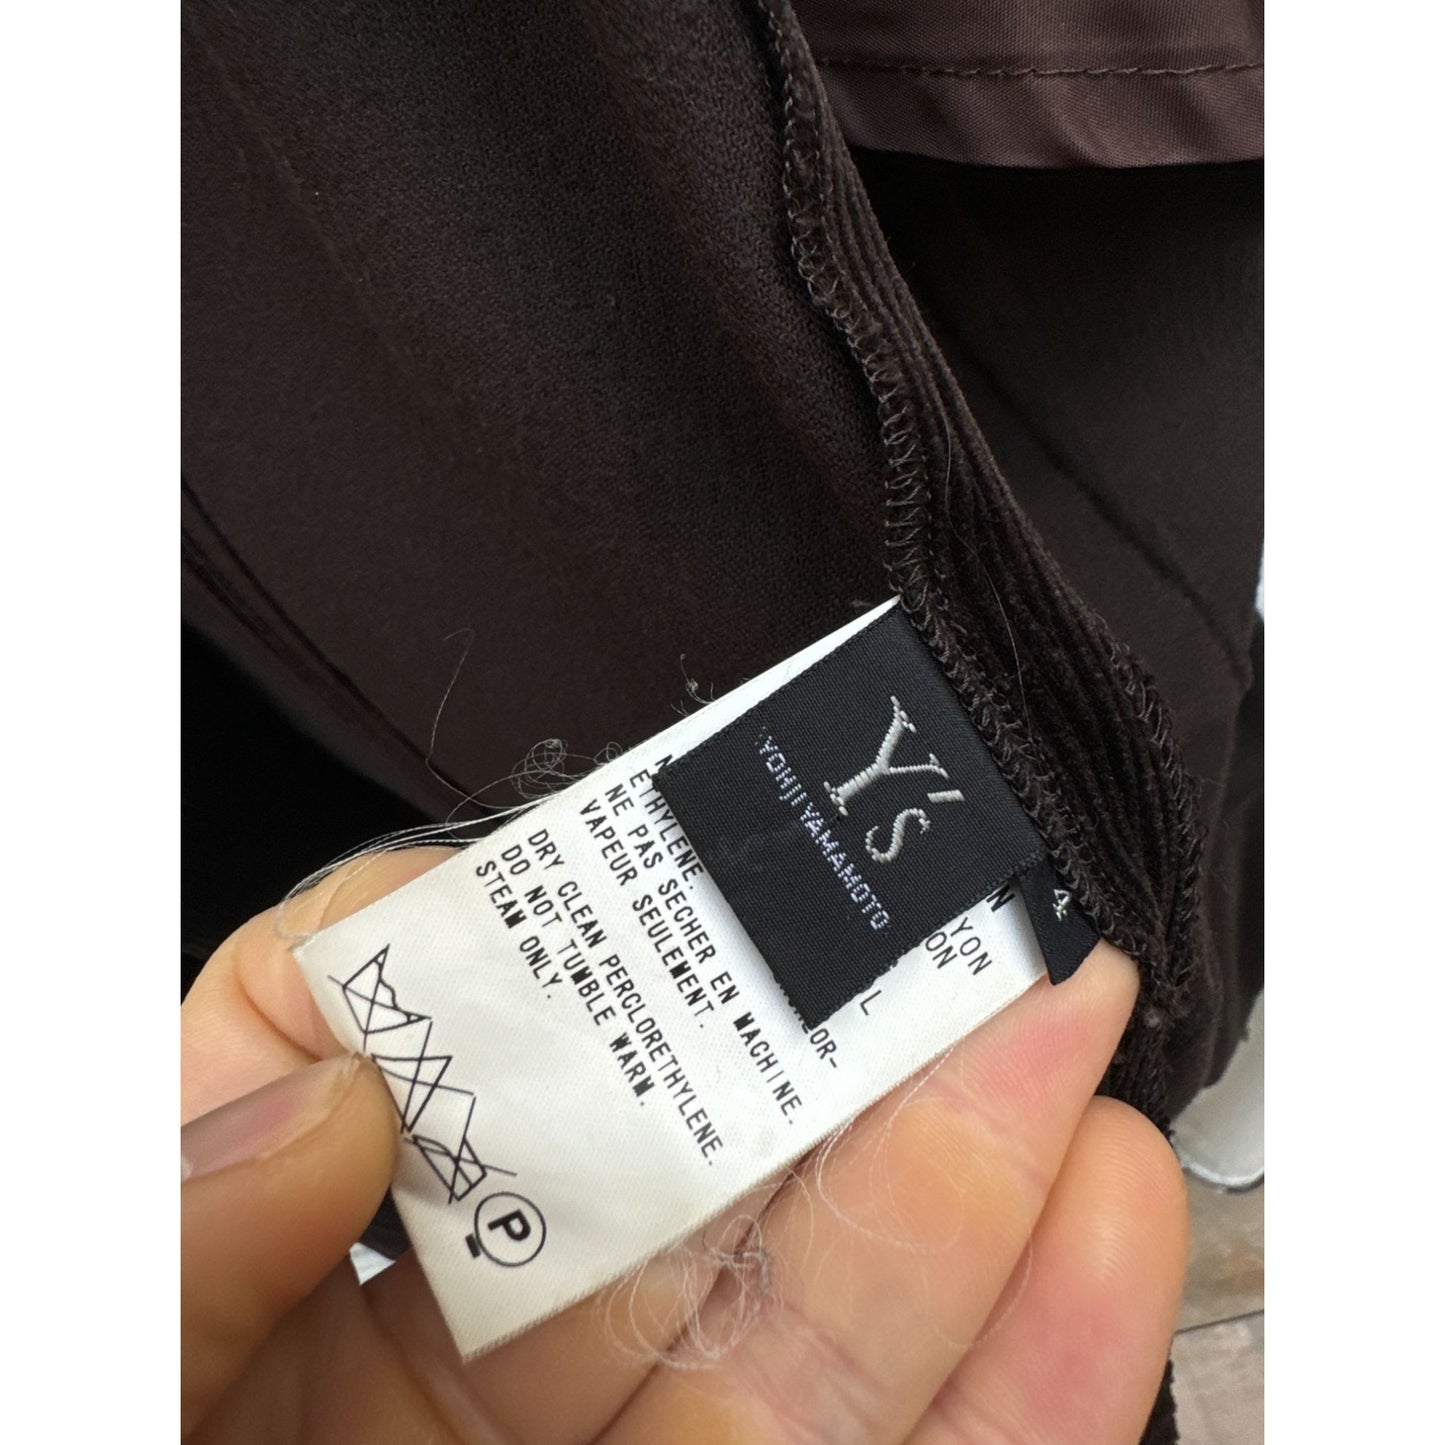 Y's
YOHJI YAMAMOTO
4
YON
ON
L
LOR-
ETHYLENE.
NE PAS SECHER EN MACHINE.
VAPEUR SEULEMENT.
DRY CLEAN PERCLORETHYLENE.
DO NOT TUMBLE WARM.
STEAM ONLY.
P